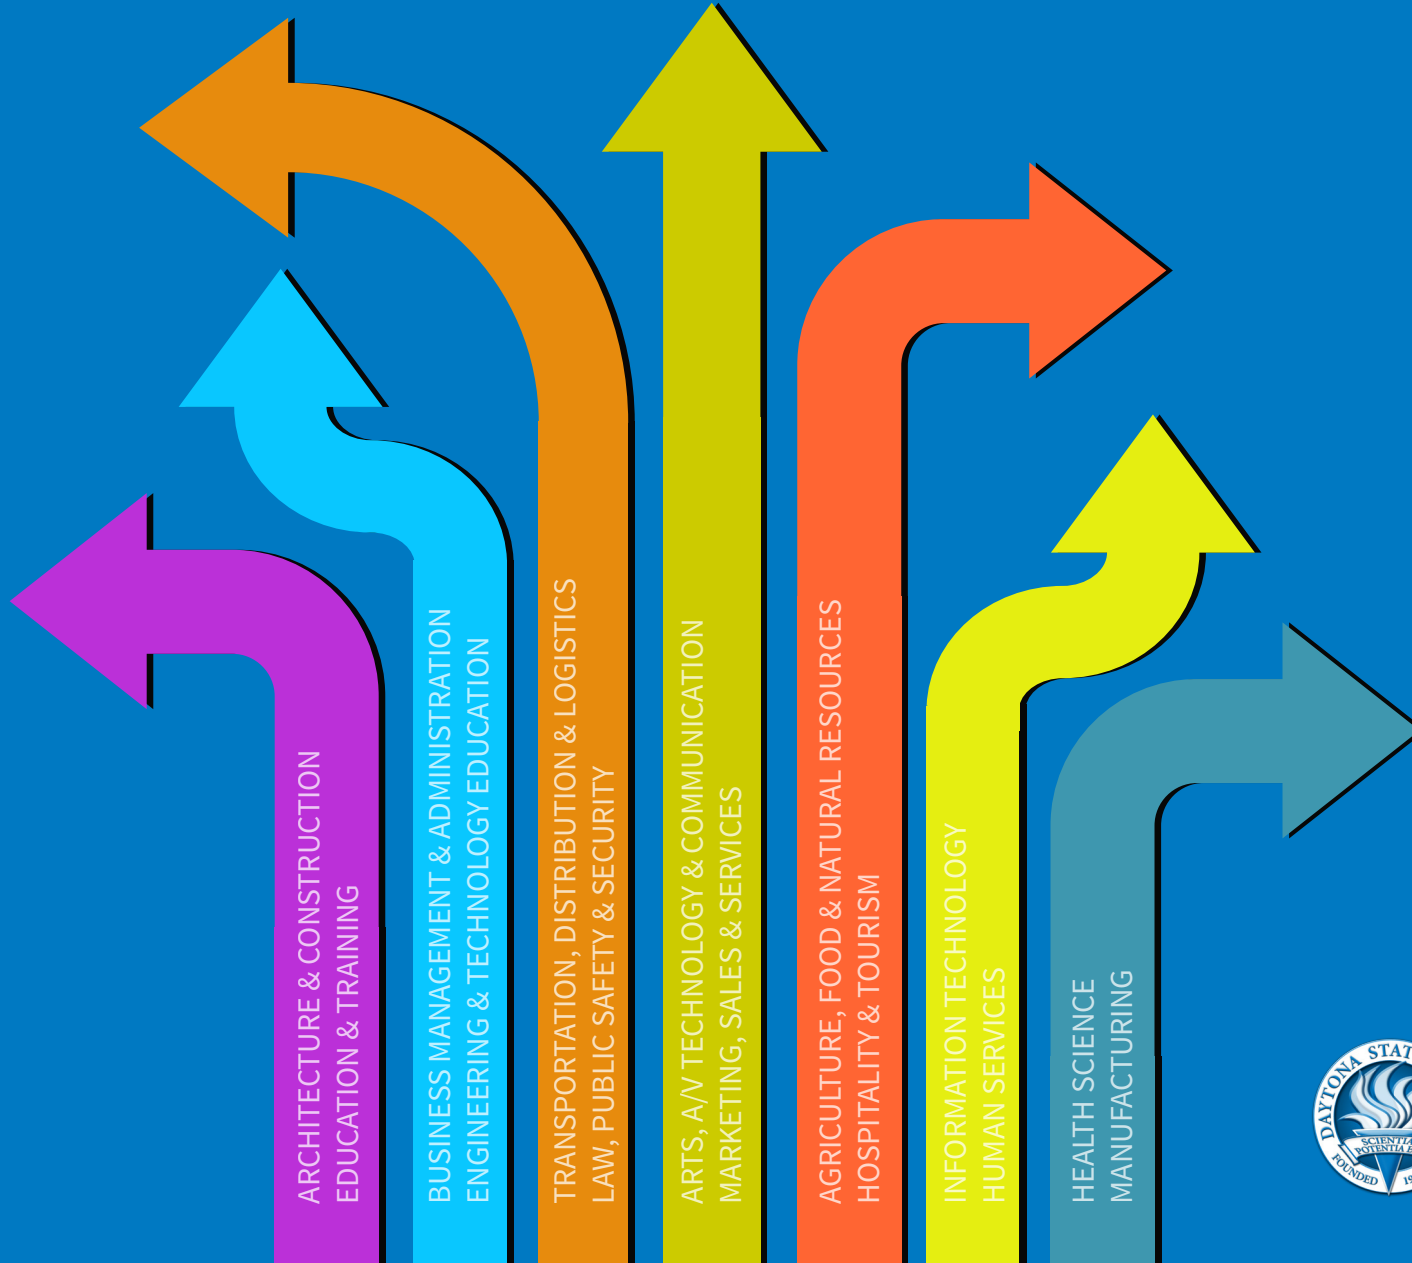 ARCHITECTURE & CONSTRUCTION
EDUCATION & TRAINING
BUSINESS MANAGEMENT & ADMINISTRATION
ENGINEERING & TECHNOLOGY EDUCATION
TRANSPORTATION, DISTRIBUTION & LOGISTICS
LAW, PUBLIC SAFETY & SECURITY
ARTS, A/V TECHNOLOGY & COMMUNICATION
MARKETING, SALES & SERVICES
AGRICULTURE, FOOD & NATURAL RESOURCES
HOSPITALITY & TOURISM
INFORMATION TECHNOLOGY
HUMAN SERVICES
HEALTH SCIENCE
MANUFACTURING
DAYTONA STAT
SCIENTIA
POTENTIA E
FOUNDED 19